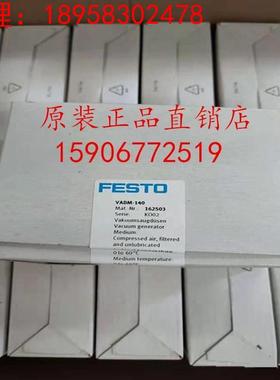 理：18958302478
原装正品直销店
15906772519
FESTO
VADM-140
Mat.-Nr. 162503
Serie: KO02
Vakuumsaugdüsen
Vacuum generator
Medium
Compressed air, filtered
and unlubricated
0 to 60°C
Medium temperature: